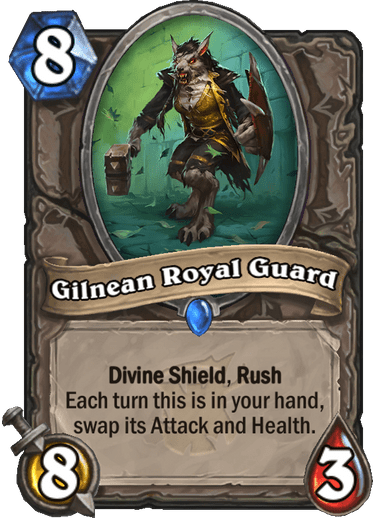 8
Gilnean Royal Guard
Divine Shield, Rush
Each turn this is in your hand,
swap its Attack and Health.
8
3